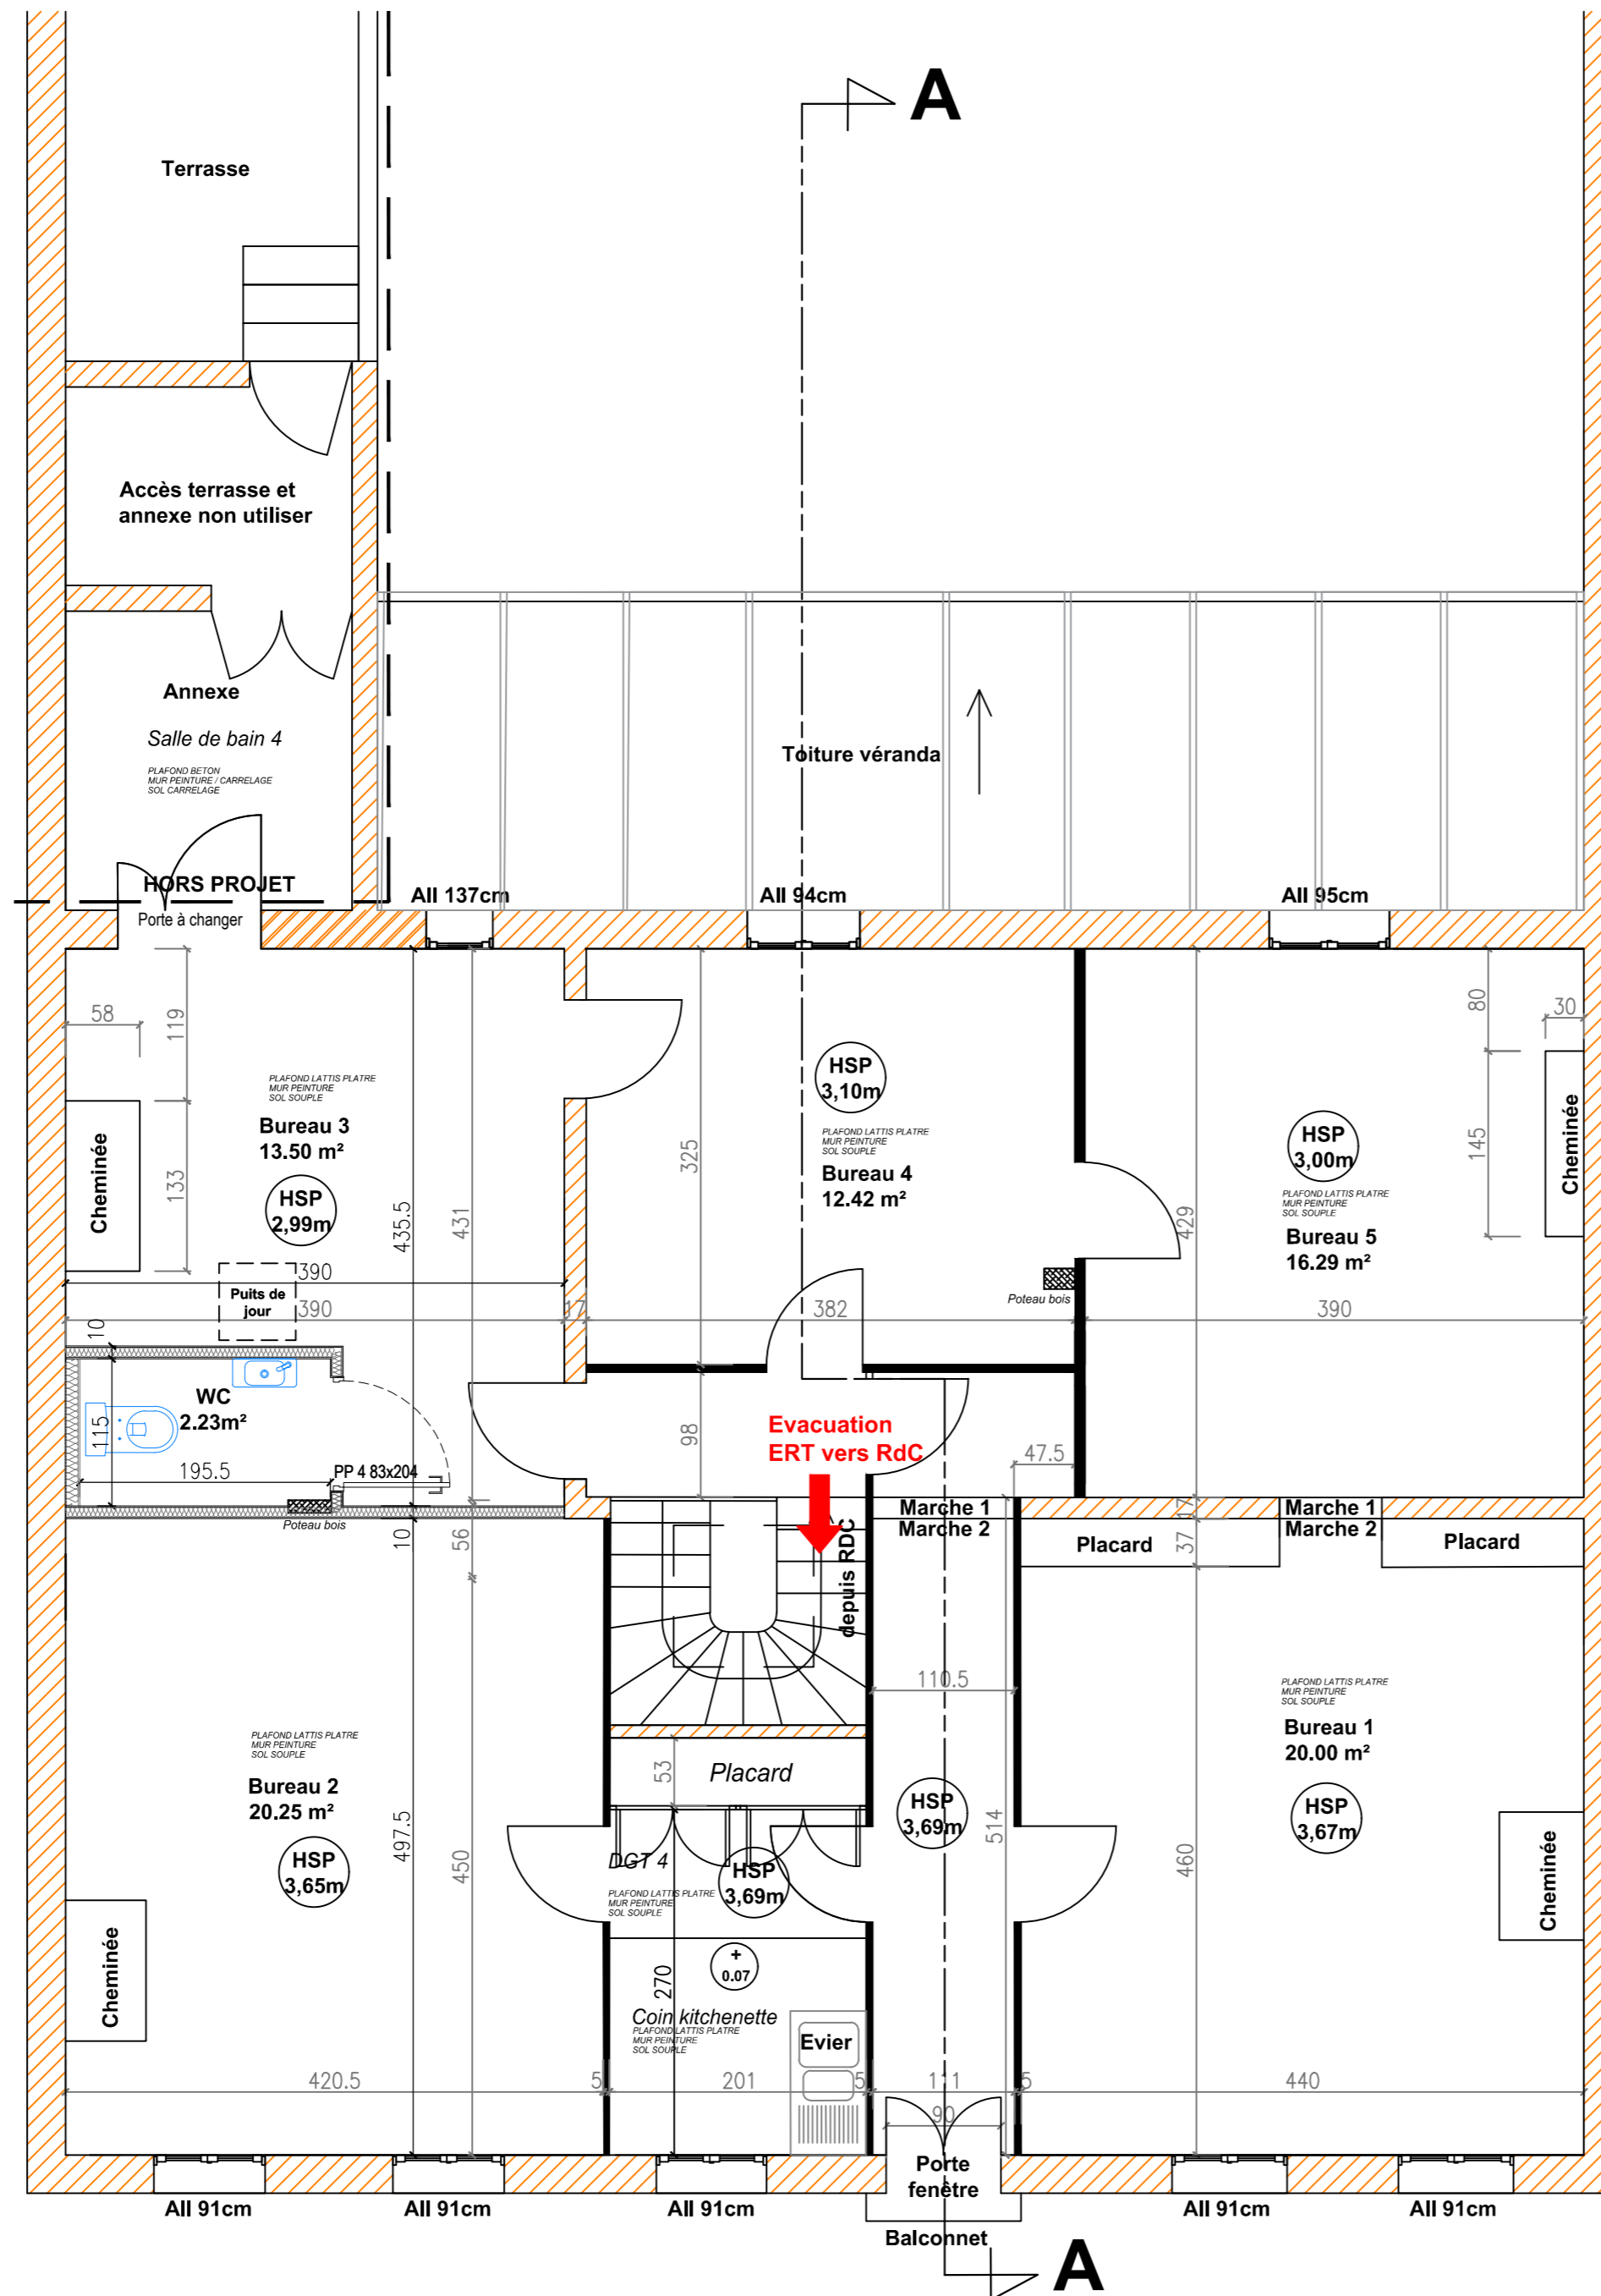 A
Terrasse
Accès terrasse et
annexe non utiliser
Annexe
Salle de bain 4
PLAFOND BETON
MUR PEINTURE / CARRELAGE
SOL CARRELAGE
Toiture véranda
HORS PROJET
Porte à changer
All 137cm
All 94cm
All 95cm
58
119
133
Cheminée
PLAFOND LATTIS PLATRE
MUR PEINTURE
SOL SOUPLE
Bureau 3
13.50 m²
HSP
2,99m
435.5
431
390
390
17
Puits de
jour
10
HSP
3,10m
PLAFOND LATTIS PLATRE
MUR PEINTURE
SOL SOUPLE
Bureau 4
12.42 m²
325
382
Poteau bois
80
30
145
Cheminée
HSP
3,00m
PLAFOND LATTIS PLATRE
MUR PEINTURE
SOL SOUPLE
Bureau 5
16.29 m²
429
390
WC
2.23m²
115
195.5
PP 4 83x204
Poteau bois
98
Evacuation
ERT vers RdC
47.5
depuis RDC
Marche 1
Marche 2
17
37
Marche 1
Marche 2
Placard
Placard
10
56
110.5
PLAFOND LATTIS PLATRE
MUR PEINTURE
SOL SOUPLE
Bureau 2
20.25 m²
HSP
3,65m
497.5
450
Cheminée
53
Placard
DGT 4
HSP
3,69m
PLAFOND LATTIS PLATRE
MUR PEINTURE
SOL SOUPLE
+
0.07
270
Coin kitchenette
PLAFOND LATTIS PLATRE
MUR PEINTURE
SOL SOUPLE
Evier
HSP
3,69m
514
PLAFOND LATTIS PLATRE
MUR PEINTURE
SOL SOUPLE
Bureau 1
20.00 m²
HSP
3,67m
460
Cheminée
420.5
5
201
5
111
5
440
90
Porte
fenêtre
Balconnet
All 91cm
All 91cm
All 91cm
All 91cm
All 91cm
A